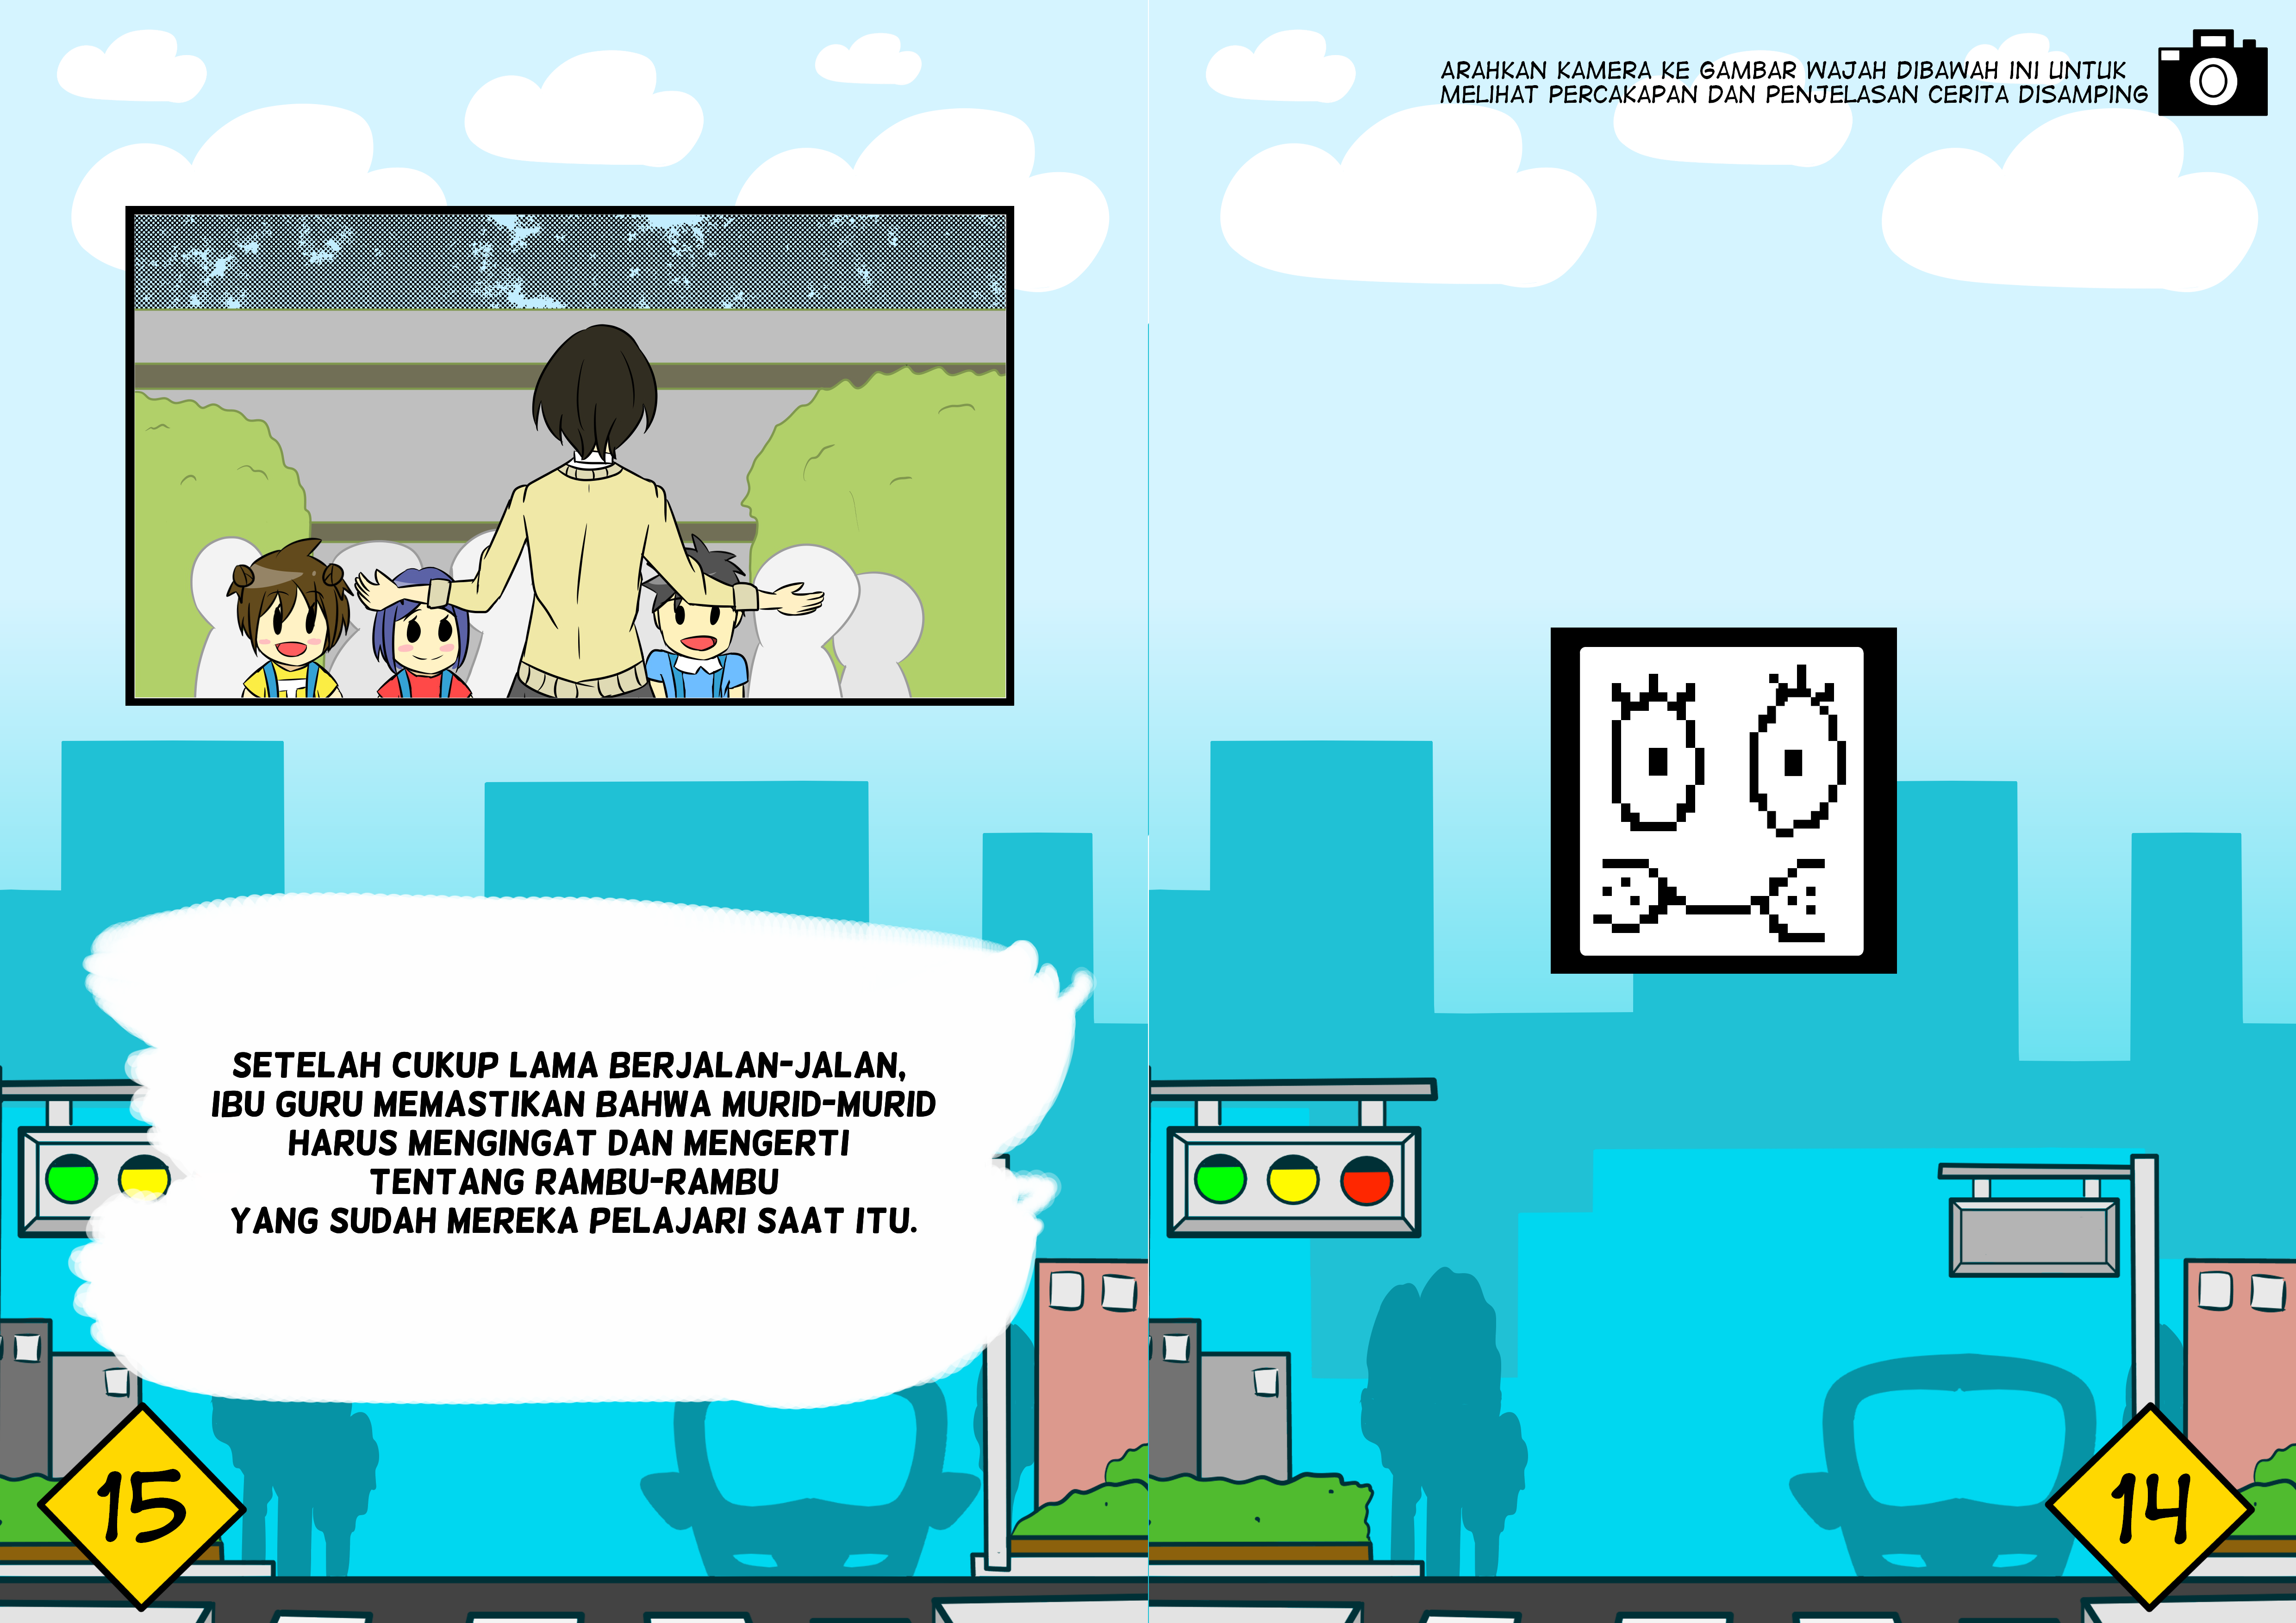 SETELAH CUKUP LAMA BERJALAN-JALAN,
IBU GURU MEMASTIKAN BAHWA MURID-MURID
HARUS MENGINGAT DAN MENGERTI
TENTANG RAMBU-RAMBU
YANG SUDAH MEREKA PELAJARI SAAT ITU.
15
ARAHKAN KAMERA KE GAMBAR WAJAH DIBAWAH INI UNTUK
MELIHAT PERCAKAPAN DAN PENJELASAN CERITA DISAMPING
14